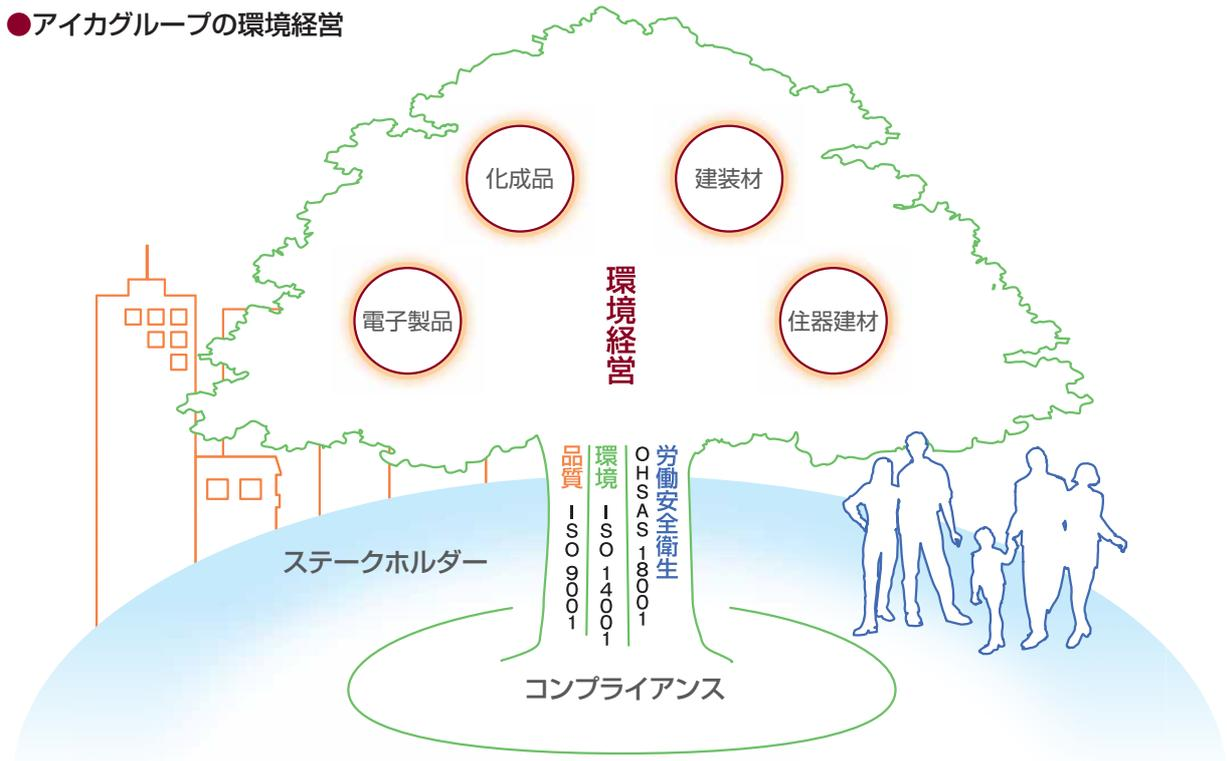 ●アイカグループの環境経営
化成品
建装材
電子製品
環境経営
住器建材
品質 ISO 9001
環境 ISO 14001
OHSAS 18001
労働安全衛生
ステークホルダー
コンプライアンス